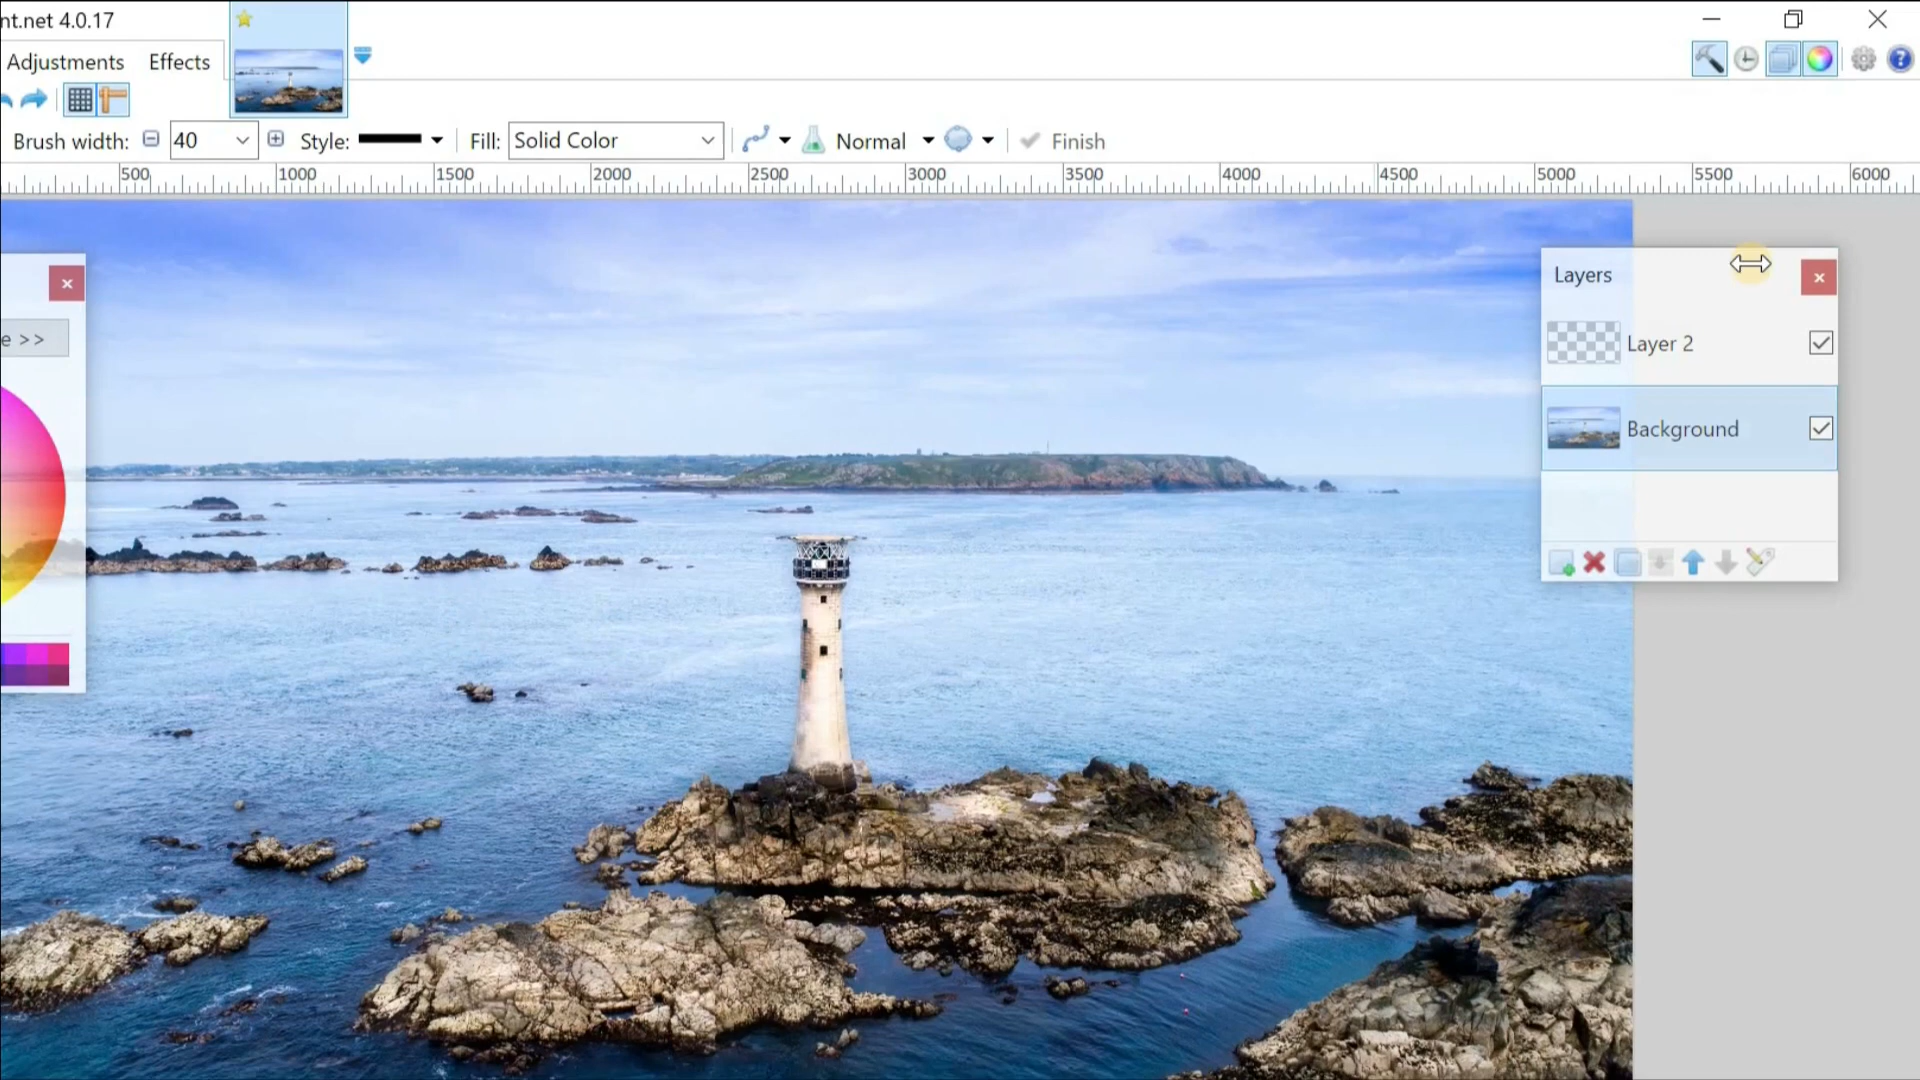 nt.net 4.0.17
Adjustments Effects
Brush width: 40 Style: Fill: Solid Color Normal Finish
500 1000 1500 2000 2500 3000 3500 4000 4500 5000 5500 6000
Layers
e >>
Layer 2
Background